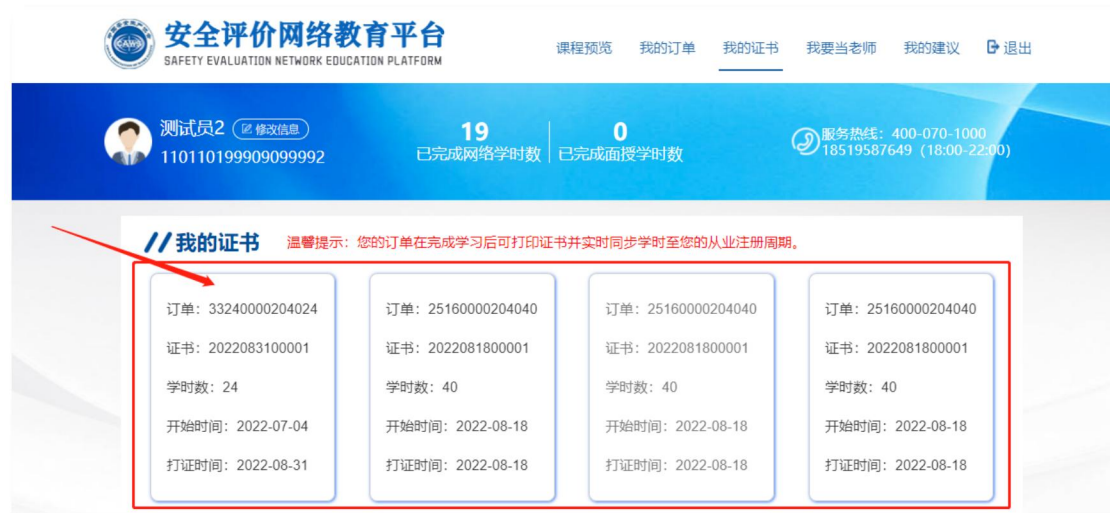 安全评价网络教育平台
SAFETY EVALUATION NETWORK EDUCATION PLATFORM
CAWS
课程预览 我的订单 我的证书 我要当老师 我的建议 退出
测试员2 修改信息
110110199909099992
19
已完成网络学时数
0
已完成面授学时数
服务热线：400-070-1000
18519587649（18:00-22:00）
我的证书 温馨提示：您的订单在完成学习后可打印证书并实时同步学时至您的从业注册周期。
订单：33240000204024
证书：2022083100001
学时数：24
开始时间：2022-07-04
打证时间：2022-08-31
订单：25160000204040
证书：2022081800001
学时数：40
开始时间：2022-08-18
打证时间：2022-08-18
订单：25160000204040
证书：2022081800001
学时数：40
开始时间：2022-08-18
打证时间：2022-08-18
订单：25160000204040
证书：2022081800001
学时数：40
开始时间：2022-08-18
打证时间：2022-08-18